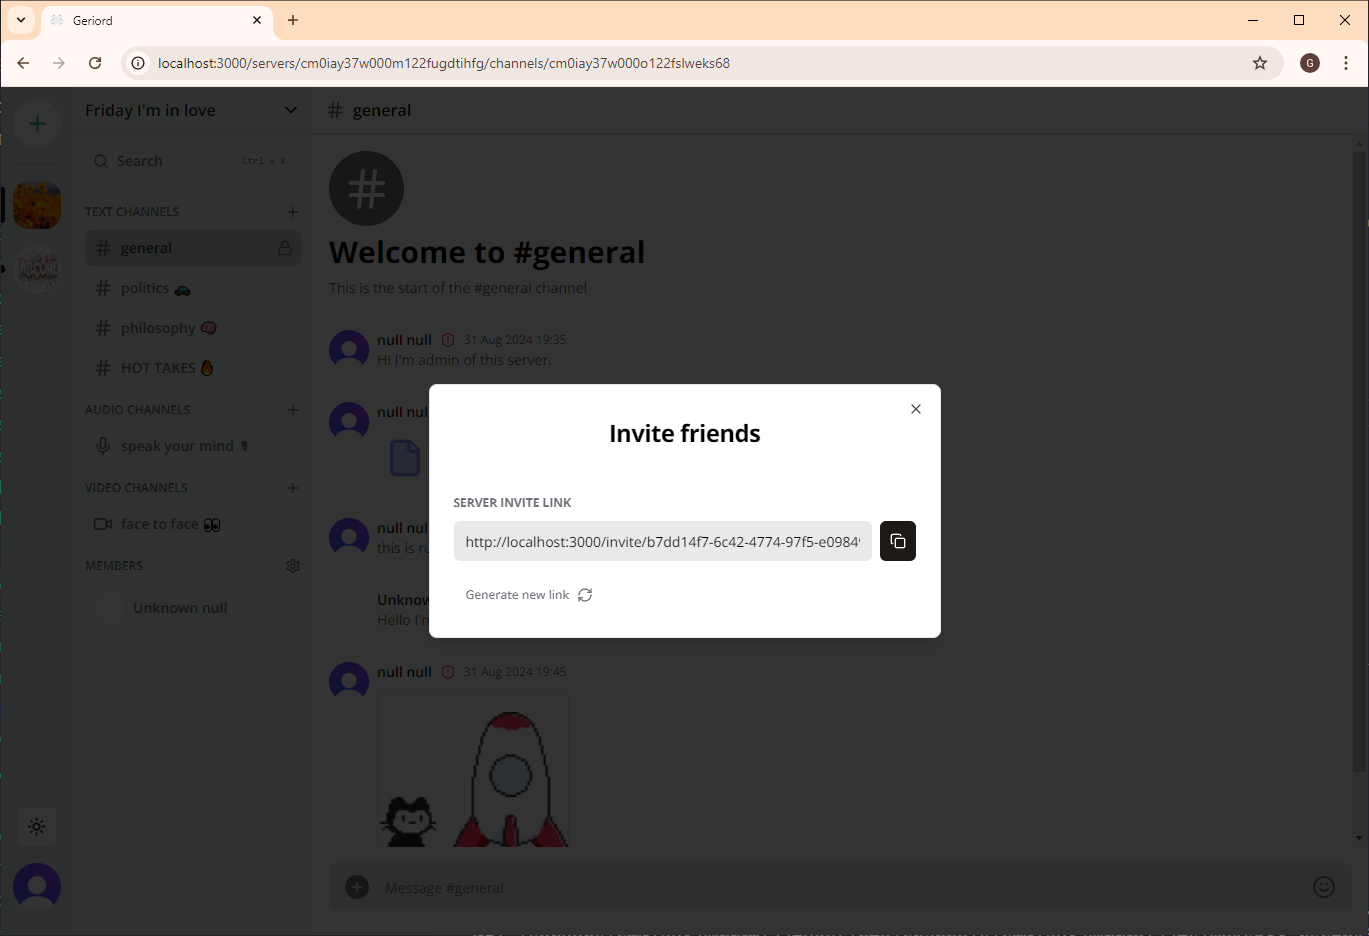 Geriord
localhost:3000/servers/cm0iay37w000m122fugdtihfg/channels/cm0iay37w000o122fslweks68
G
Friday I'm in love
# general
Search
Ctrl + K
TEXT CHANNELS
# general
# politics
# philosophy
# HOT TAKES
AUDIO CHANNELS
speak your mind
VIDEO CHANNELS
face to face
MEMBERS
Unknown null
WELCOME
#
Welcome to #general
This is the start of the #general channel
null null 31 Aug 2024 19:35
Hi I'm admin of this server.
null nul
null nul
this is ru
Unknow
Hello I'm
null null 31 Aug 2024 19:45
Message #general
Invite friends
SERVER INVITE LINK
http://localhost:3000/invite/b7dd14f7-6c42-4774-97f5-e0984
Generate new link